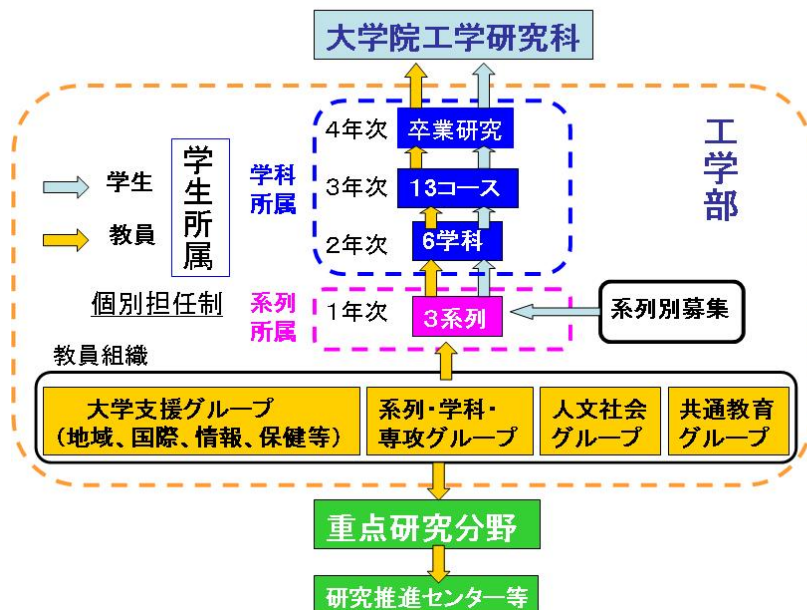 大学院工学研究科
4年次
卒業研究
工学部
学生
学生所属
学科
所属
3年次
13コース
教員
2年次
6学科
個別担任制
系列
所属
1年次
3系列
系列別募集
教員組織
大学支援グループ
(地域、国際、情報、保健等)
系列・学科・
専攻グループ
人文社会
グループ
共通教育
グループ
重点研究分野
研究推進センター等